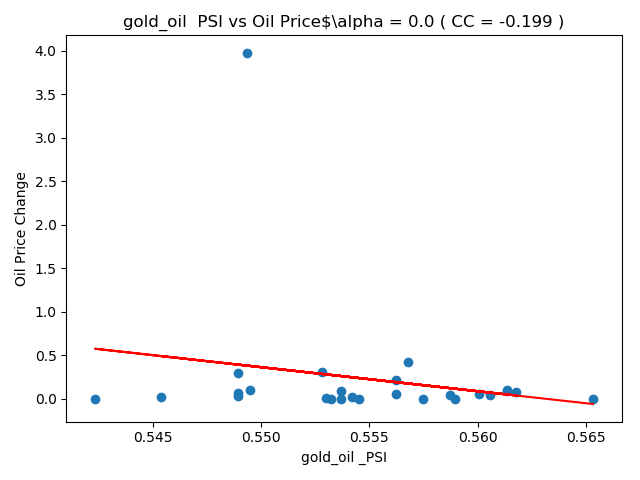 gold_oil  PSI vs Oil Price$\alpha = 0.0 ( CC = -0.199 )
4.0
3.5
3.0
2.5
2.0
1.5
1.0
0.5
0.0
Oil Price Change
0.545 0.550 0.555 0.560 0.565
gold_oil _PSI